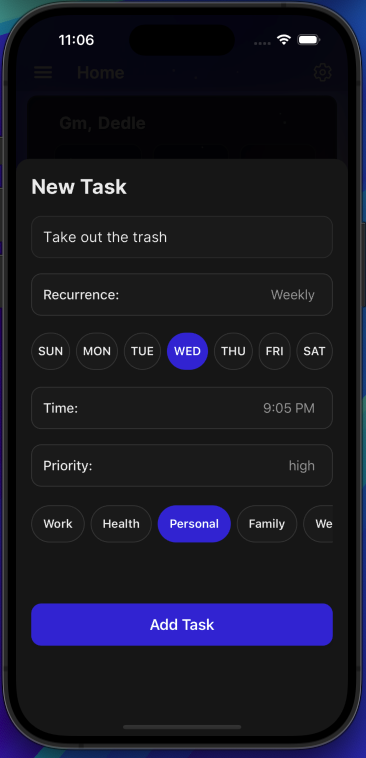 11:06
Home
Gm, Dedle
New Task
Take out the trash
Recurrence: Weekly
SUN MON TUE WED THU FRI SAT
Time: 9:05 PM
Priority: high
Work Health Personal Family We
Add Task